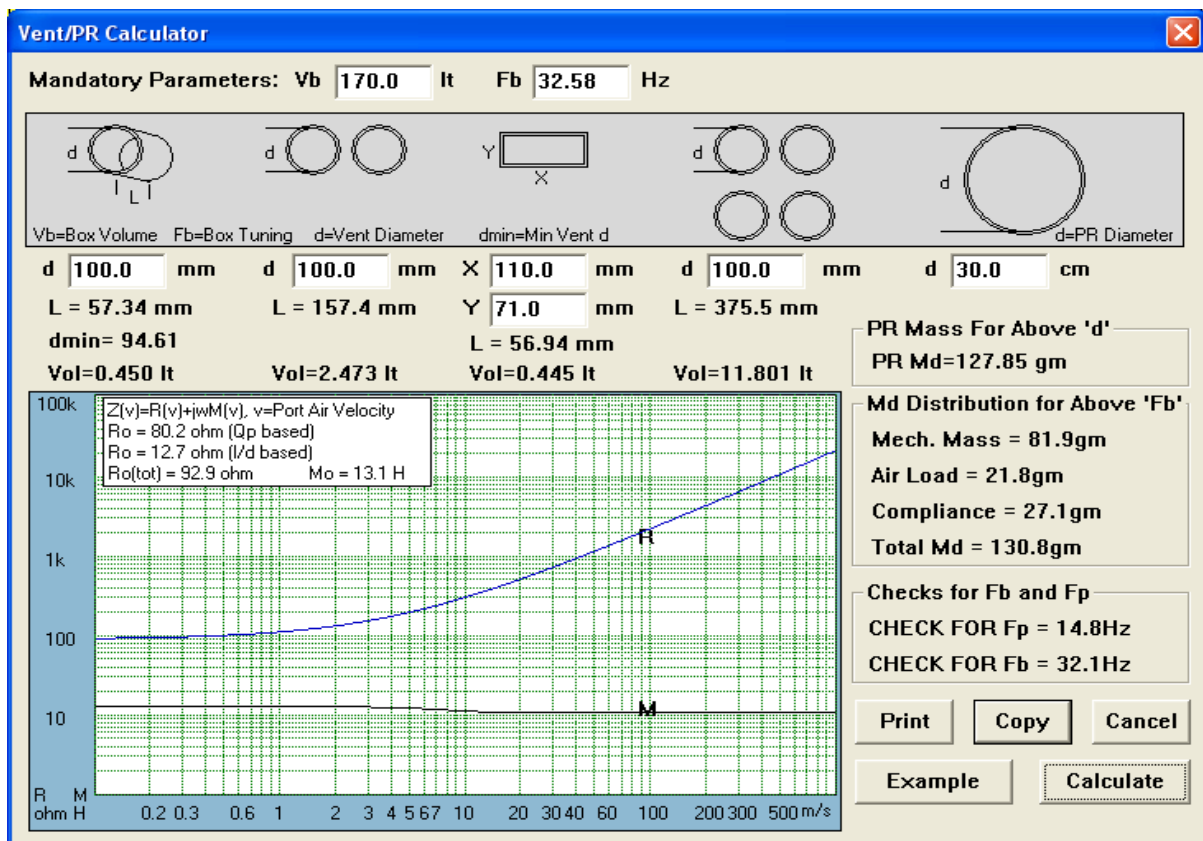 Vent/PR Calculator
Mandatory Parameters: Vb 170.0 lt Fb 32.58 Hz
d d Y X d d
L
Vb=Box Volume Fb=Box Tuning d=Vent Diameter dmin=Min Vent d d=PR Diameter
d 100.0 mm d 100.0 mm X 110.0 mm d 100.0 mm d 30.0 cm
L = 57.34 mm L = 157.4 mm Y 71.0 mm L = 375.5 mm
dmin= 94.61 L = 56.94 mm
Vol=0.450 lt Vol=2.473 lt Vol=0.445 lt Vol=11.801 lt
PR Mass For Above 'd'
PR Md=127.85 gm
Md Distribution for Above 'Fb'
Mech. Mass = 81.9gm
Air Load = 21.8gm
Compliance = 27.1gm
Total Md = 130.8gm
Checks for Fb and Fp
CHECK FOR Fp = 14.8Hz
CHECK FOR Fb = 32.1Hz
Print Copy Cancel
Example Calculate
Z(v)=R(v)+jwM(v), v=Port Air Velocity
Ro = 80.2 ohm (Qp based)
Ro = 12.7 ohm (l/d based)
Ro(tot) = 92.9 ohm Mo = 13.1 H
100k
10k
1k
100
10
R
M
R M
ohm H 0.2 0.3 0.6 1 2 3 4 5 6 7 10 20 30 40 60 100 200 300 500 m/s